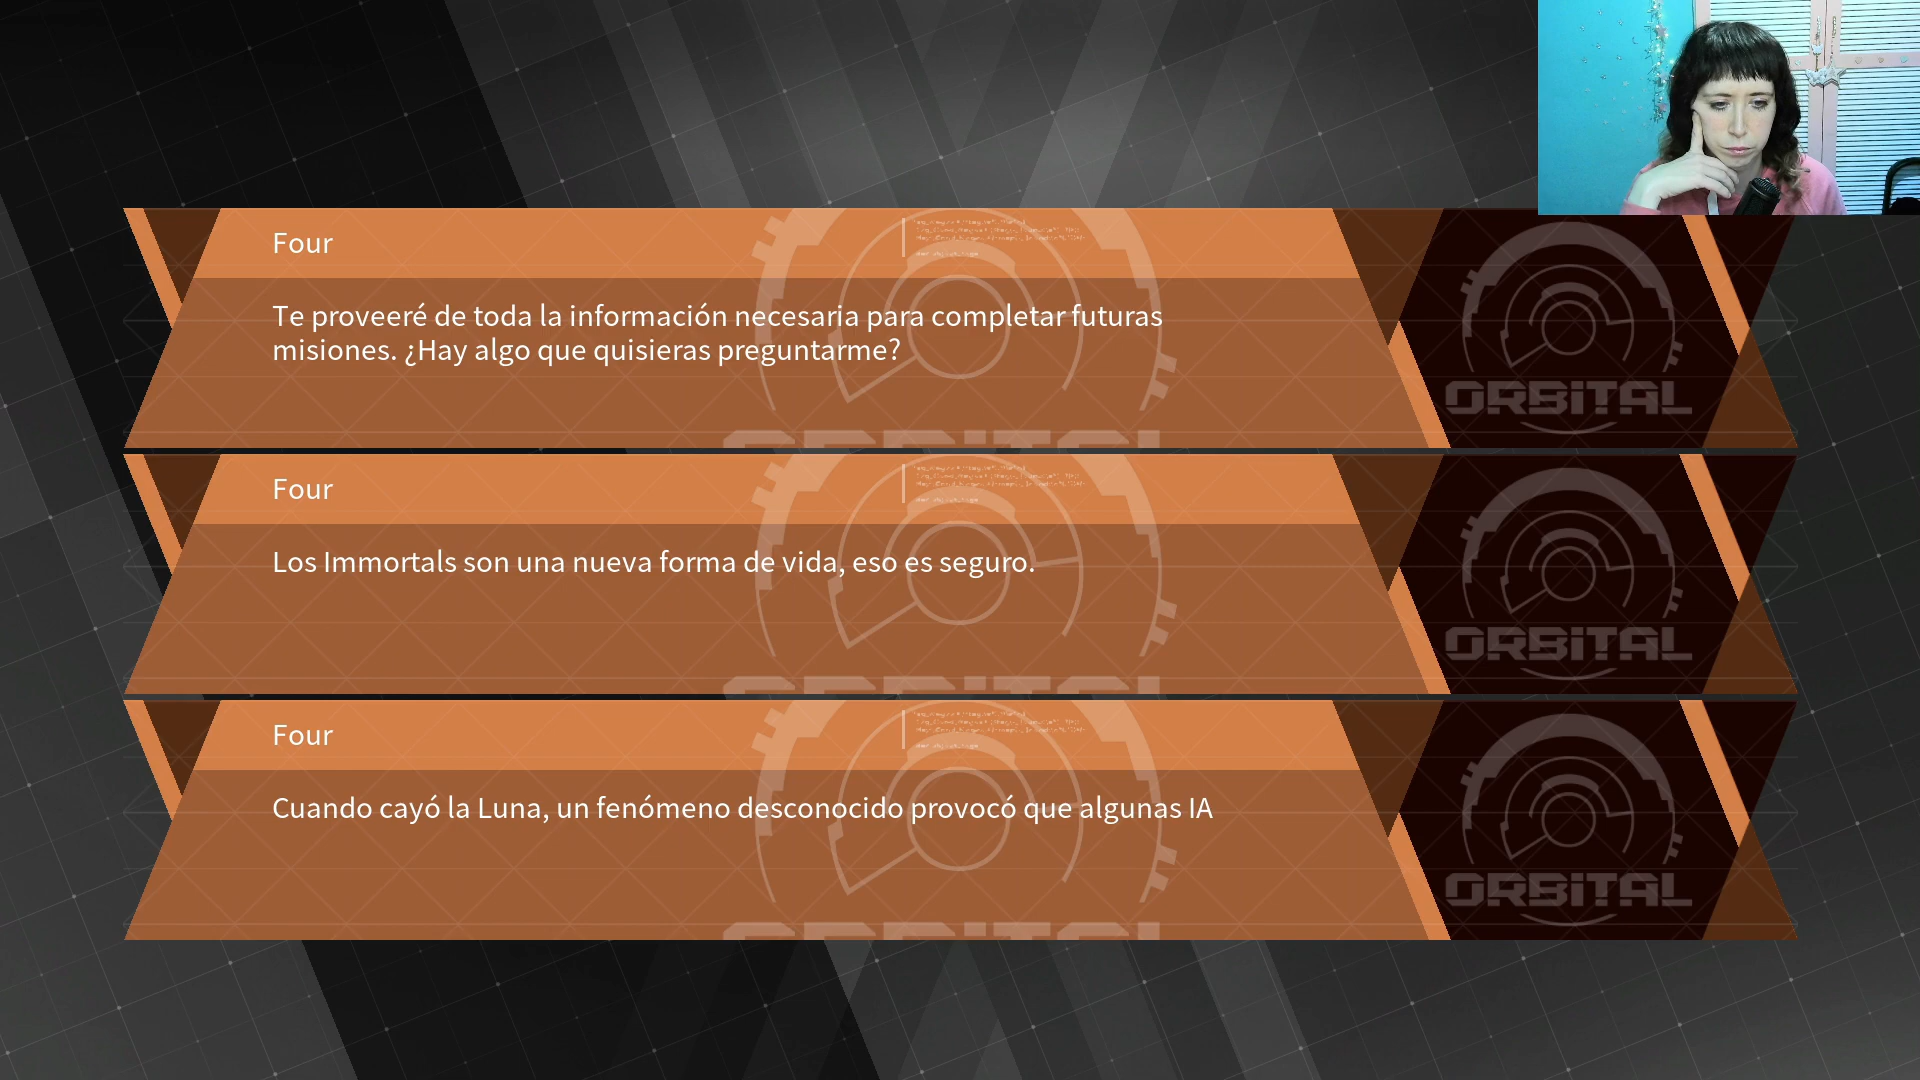 Four
Te proveeré de toda la información necesaria para completar futuras
misiones. ¿Hay algo que quisieras preguntarme?
ORBITAL
Four
Los Immortals son una nueva forma de vida, eso es seguro.
ORBITAL
Four
Cuando cayó la Luna, un fenómeno desconocido provocó que algunas IA
ORBITAL